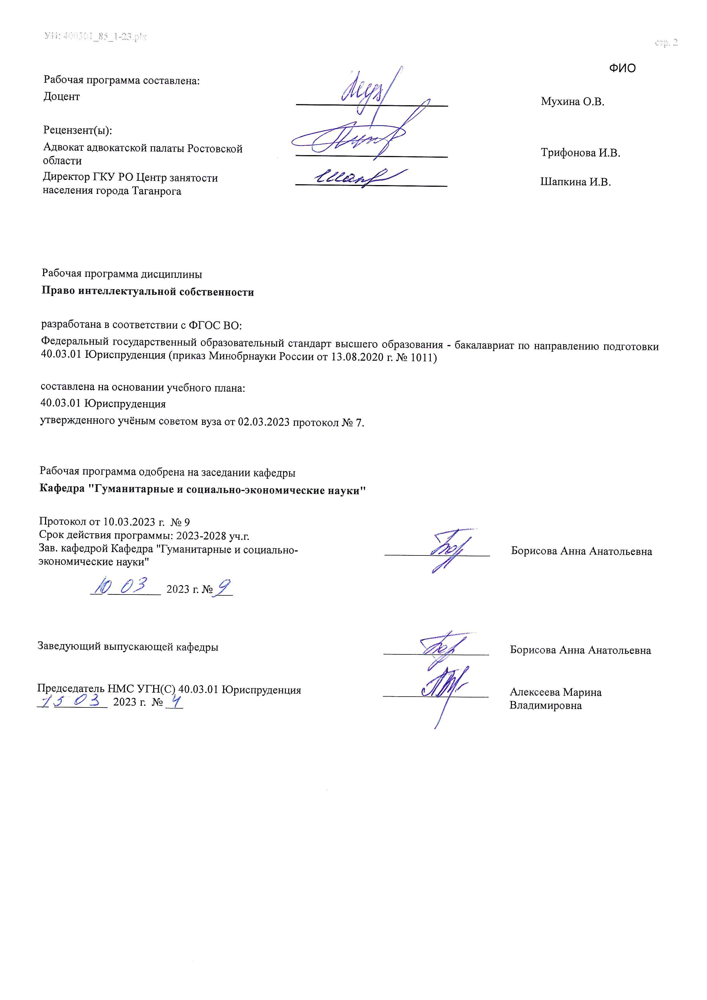 УП: 400301_85_1-23.plx
стр. 2
ФИО
Рабочая программа составлена:
Доцент
Мухина О.В.
Рецензент(ы):
Адвокат адвокатской палаты Ростовской
области
Трифонова И.В.
Директор ГКУ РО Центр занятости
населения города Таганрога
Шапкина И.В.
Рабочая программа дисциплины
Право интеллектуальной собственности
разработана в соответствии с ФГОС ВО:
Федеральный государственный образовательный стандарт высшего образования - бакалавриат по направлению подготовки
40.03.01 Юриспруденция (приказ Минобрнауки России от 13.08.2020 г. № 1011)
составлена на основании учебного плана:
40.03.01 Юриспруденция
утвержденного учёным советом вуза от 02.03.2023 протокол № 7.
Рабочая программа одобрена на заседании кафедры
Кафедра "Гуманитарные и социально-экономические науки"
Протокол от 10.03.2023 г. № 9
Срок действия программы: 2023-2028 уч.г.
Зав. кафедрой Кафедра "Гуманитарные и социально-
экономические науки"
Борисова Анна Анатольевна
10 03 2023 г. № 9
Заведующий выпускающей кафедры
Борисова Анна Анатольевна
Председатель НМС УГН(С) 40.03.01 Юриспруденция
15 03 2023 г. № 4
Алексеева Марина
Владимировна